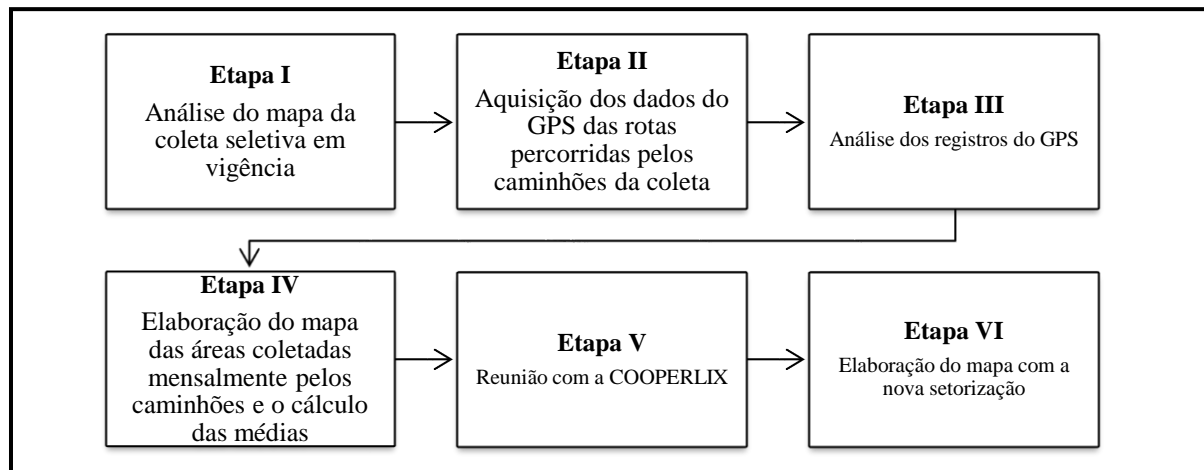 Etapa I
Análise do mapa da
coleta seletiva em
vigência
Etapa II
Aquisição dos dados do
GPS das rotas
percorridas pelos
caminhões da coleta
Etapa III
Análise dos registros do GPS
Etapa IV
Elaboração do mapa
das áreas coletadas
mensalmente pelos
caminhões e o cálculo
das médias
Etapa V
Reunião com a COOPERLIX
Etapa VI
Elaboração do mapa com a
nova setorização